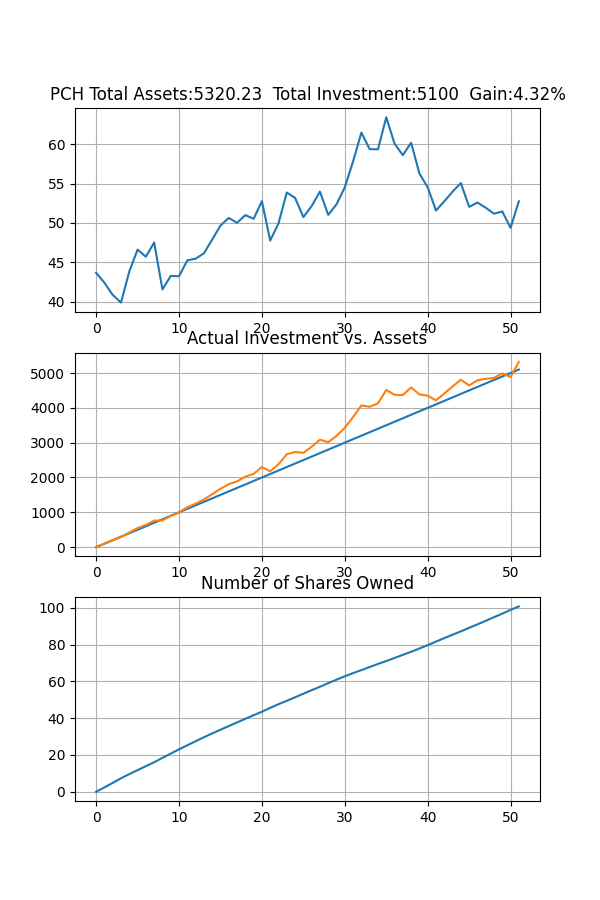 PCH Total Assets:5320.23  Total Investment:5100  Gain:4.32%
60
55
50
45
40
0 10 20 30 40 50
Actual Investment vs. Assets
5000
4000
3000
2000
1000
0
0 10 20 30 40 50
Number of Shares Owned
100
80
60
40
20
0
0 10 20 30 40 50